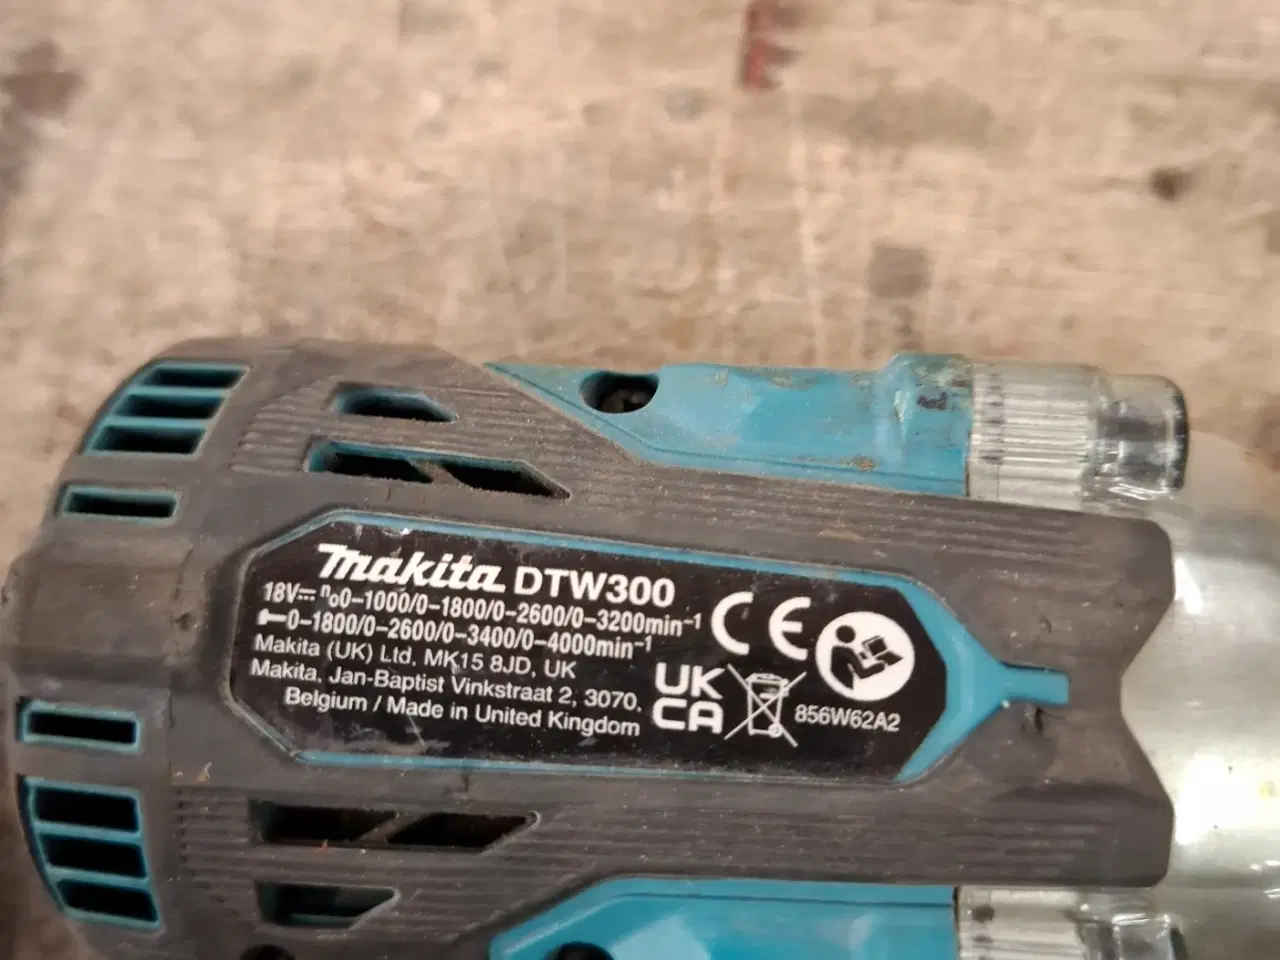 makita DTW300
18V⎓ n₀0-1000/0-1800/0-2600/0-3200min⁻¹
0-1800/0-2600/0-3400/0-4000min⁻¹
Makita (UK) Ltd. MK15 8JD, UK
Makita, Jan-Baptist Vinkstraat 2, 3070,
Belgium / Made in United Kingdom
CE
UK
CA
856W62A2